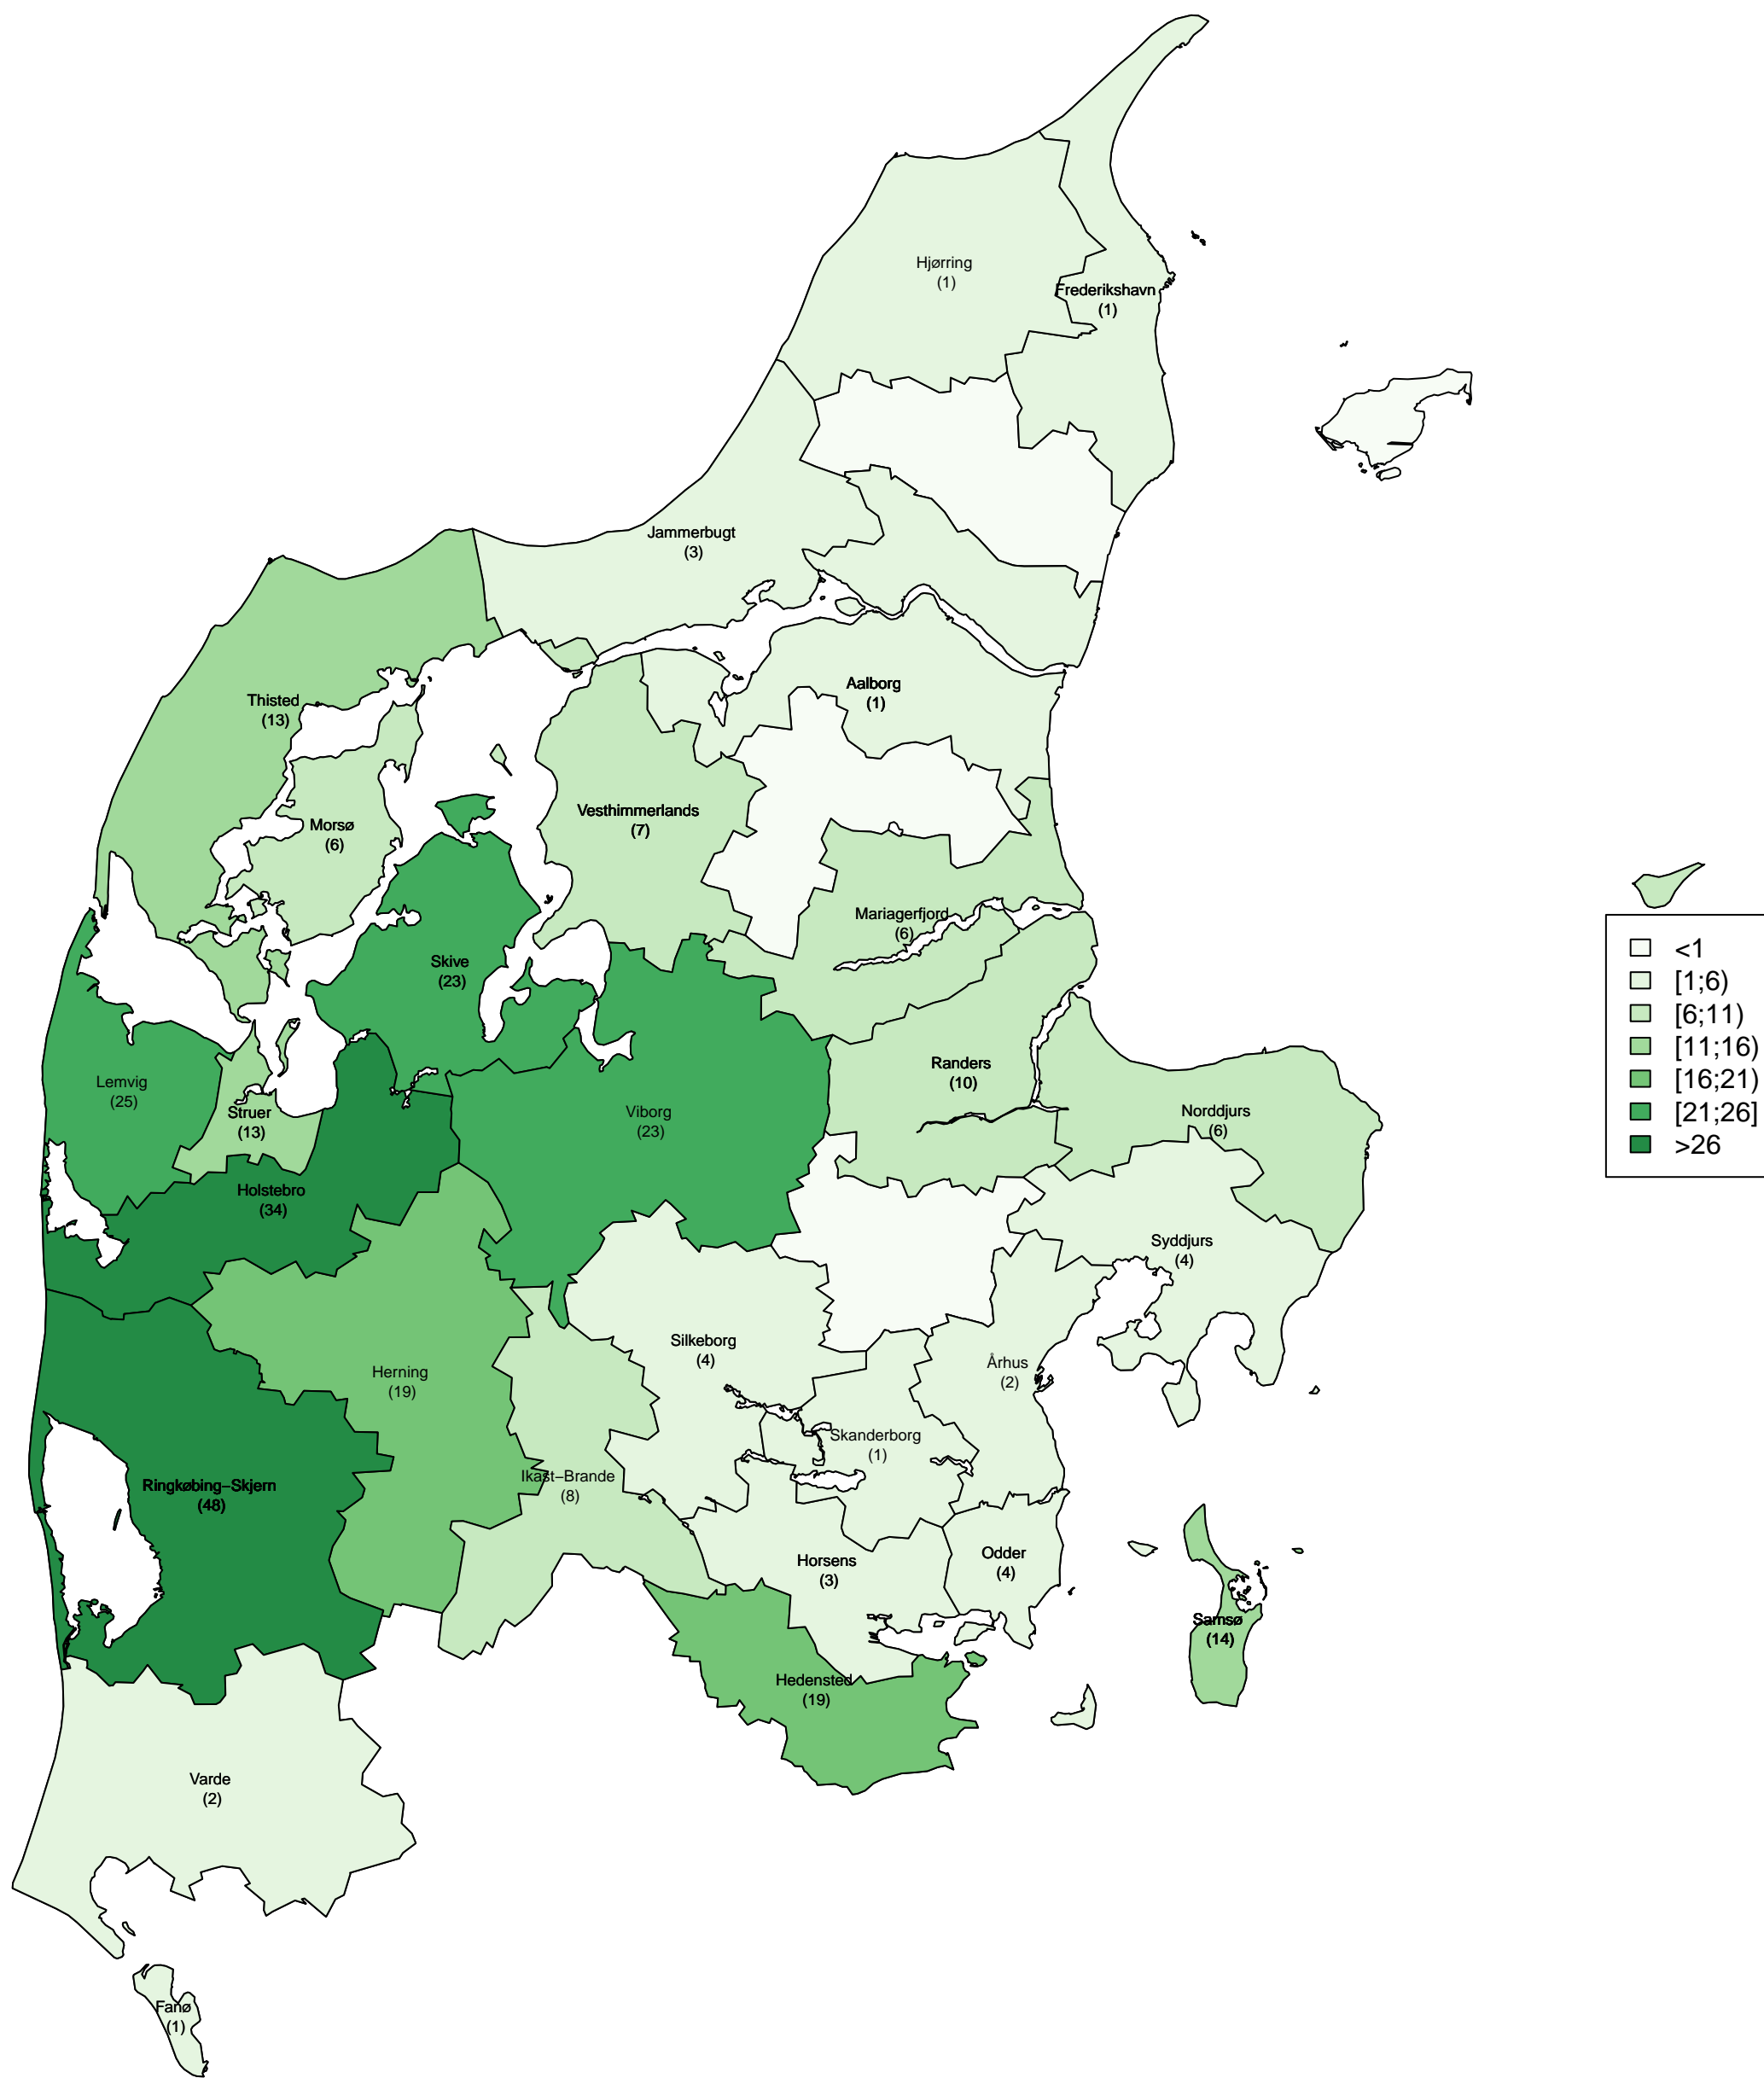 Hjørring
(1)
Frederikshavn
(1)
Jammerbugt
(3)
Thisted
(13)
Aalborg
(1)
Morsø
(6)
Vesthimmerlands
(7)
Mariagerfjord
(6)
Skive
(23)
Lemvig
(25)
Struer
(13)
Viborg
(23)
Randers
(10)
Norddjurs
(6)
Holstebro
(34)
Syddjurs
(4)
Silkeborg
(4)
Herning
(19)
Århus
(2)
Skanderborg
(1)
Ringkøbing–Skjern
(48)
Ikast–Brande
(8)
Horsens
(3)
Odder
(4)
Samsø
(14)
Hedensted
(19)
Varde
(2)
Fanø
(1)
<1
[1;6)
[6;11)
[11;16)
[16;21)
[21;26]
>26